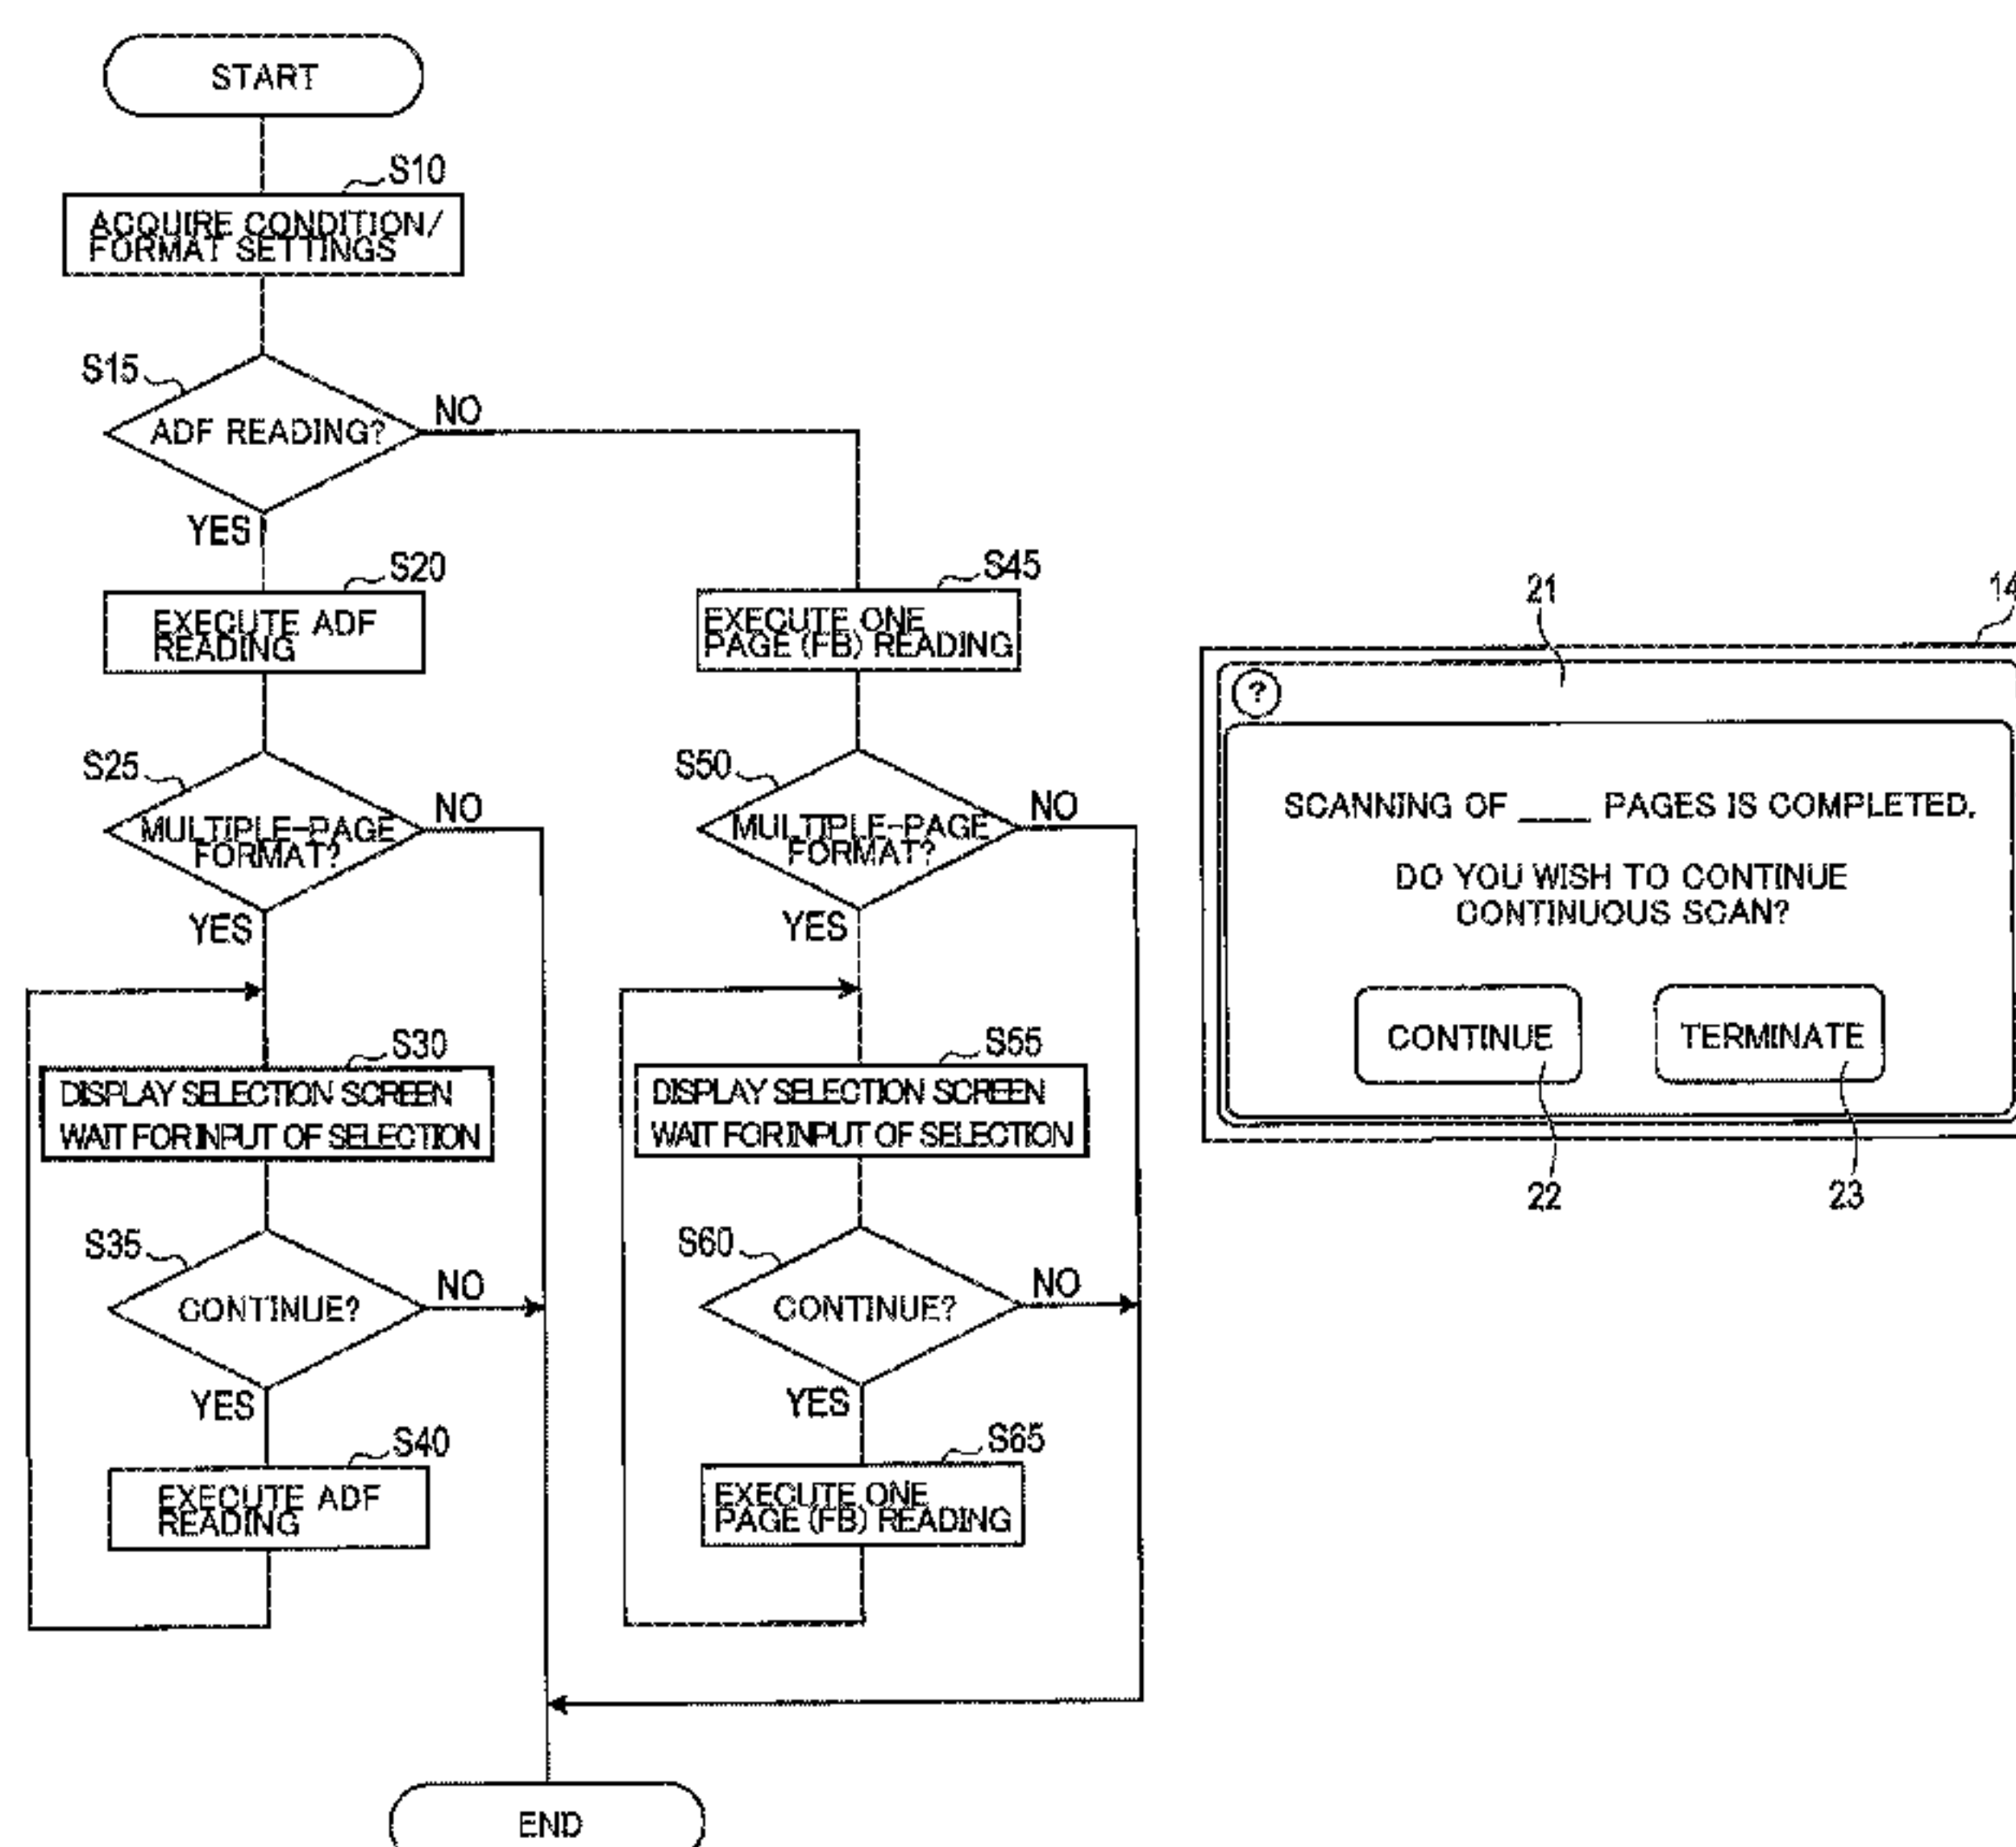 START
S10
ACQUIRE CONDITION/
FORMAT SETTINGS
S15
ADF READING?
NO
YES
S20
EXECUTE ADF
READING
S25
MULTIPLE-PAGE
FORMAT?
NO
YES
S30
DISPLAY SELECTION SCREEN
WAIT FOR INPUT OF SELECTION
S35
CONTINUE?
NO
YES
S40
EXECUTE ADF
READING
S45
EXECUTE ONE
PAGE (FB) READING
S50
MULTIPLE-PAGE
FORMAT?
NO
YES
S55
DISPLAY SELECTION SCREEN
WAIT FOR INPUT OF SELECTION
S60
CONTINUE?
NO
YES
S65
EXECUTE ONE
PAGE (FB) READING
END
21
14
?
SCANNING OF ____ PAGES IS COMPLETED.
DO YOU WISH TO CONTINUE
CONTINUOUS SCAN?
CONTINUE
TERMINATE
22
23